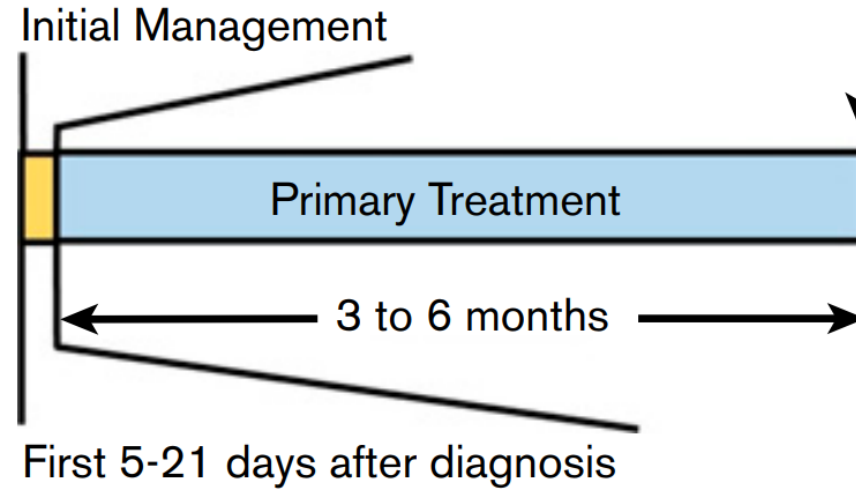 Initial Management
Primary Treatment
3 to 6 months
First 5-21 days after diagnosis